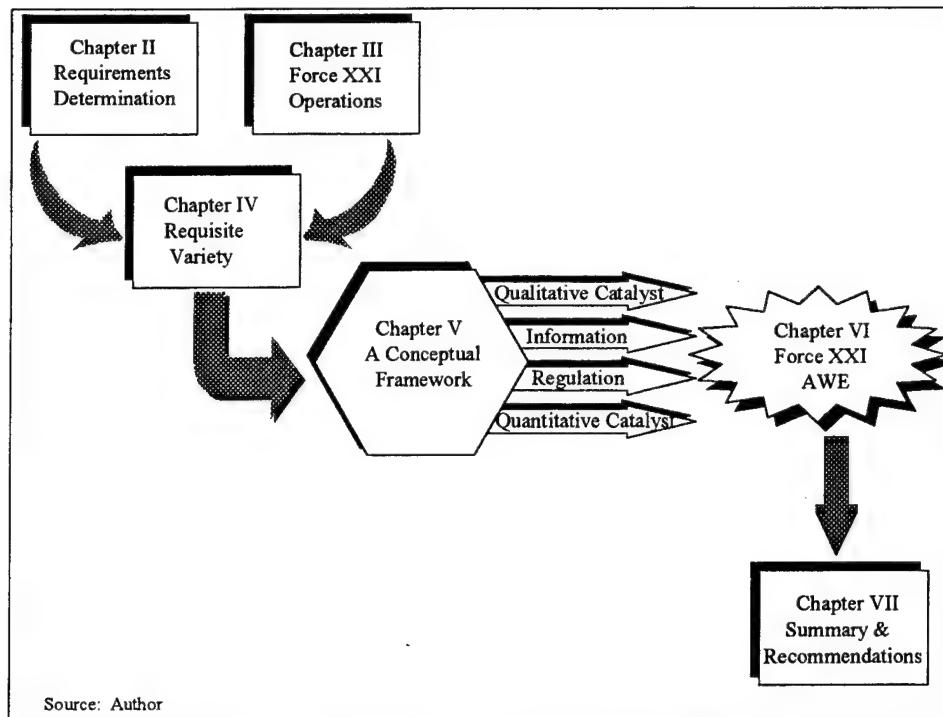 Chapter II
Requirements
Determination
Chapter III
Force XXI
Operations
Chapter IV
Requisite
Variety
Chapter V
A Conceptual
Framework
Qualitative Catalyst
Information
Regulation
Quantitative Catalyst
Chapter VI
Force XXI
AWE
Chapter VII
Summary &
Recommendations
Source: Author